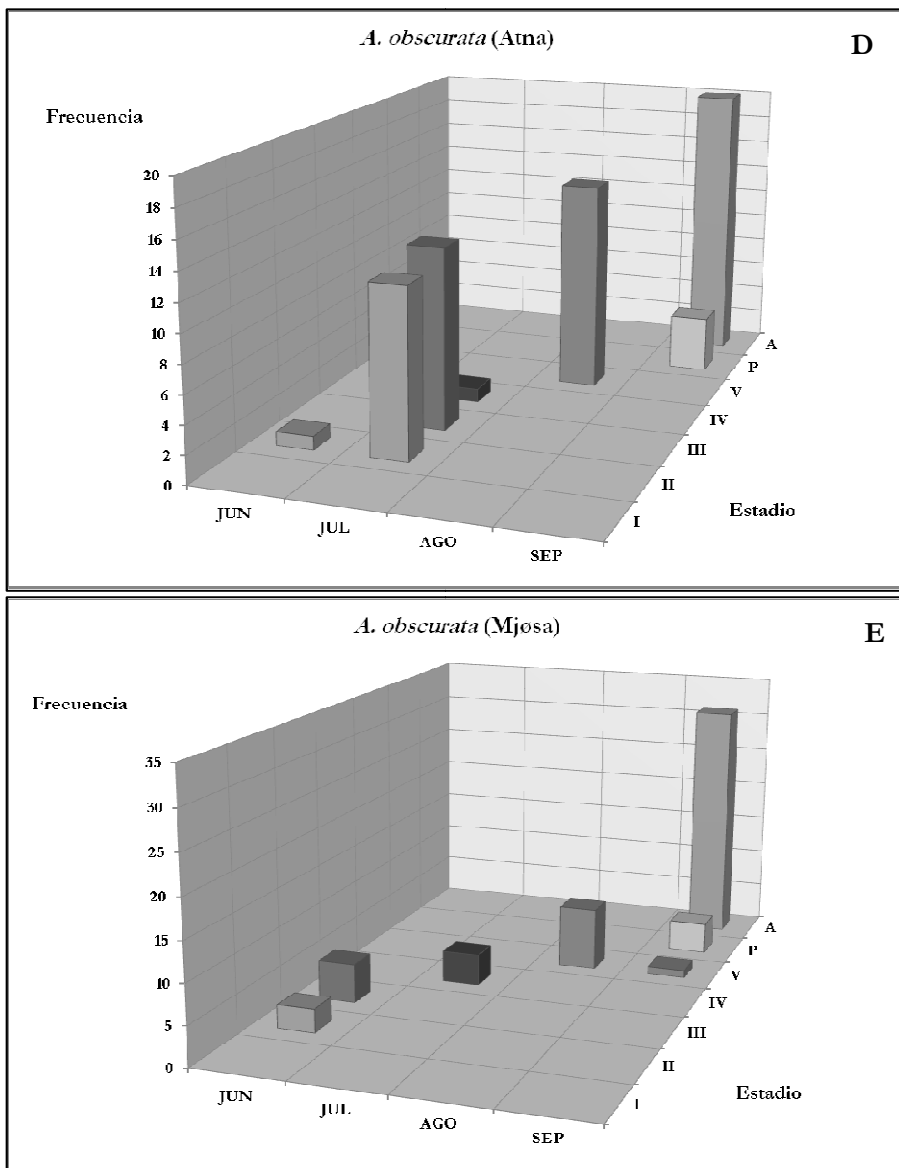 A. obscurata (Atna)
D
Frecuencia
20
18
16
14
12
10
8
6
4
2
0
JUN
JUL
AGO
SEP
I
II
III
IV
V
P
A
Estadio
A. obscurata (Mjøsa)
E
Frecuencia
35
30
25
20
15
10
5
0
JUN
JUL
AGO
SEP
I
II
III
IV
V
P
A
Estadio